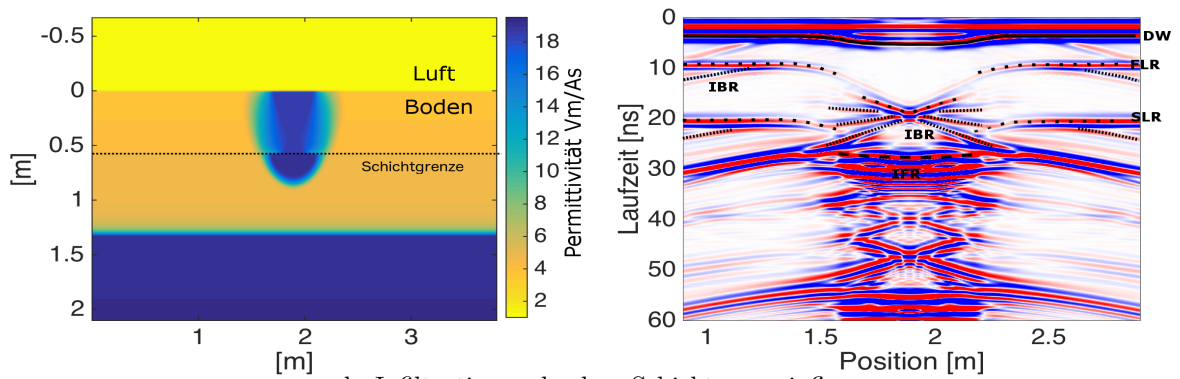 -0.5
0
0.5
1
1.5
2
[m]
1
2
3
[m]
Luft
Boden
Schichtgrenze
18
16
14
12
10
8
6
4
2
Permittivität Vm/As
0
10
20
30
40
50
60
Laufzeit [ns]
1
1.5
2
2.5
Position [m]
DW
FLR
IBR
SLR
IBR
IFR